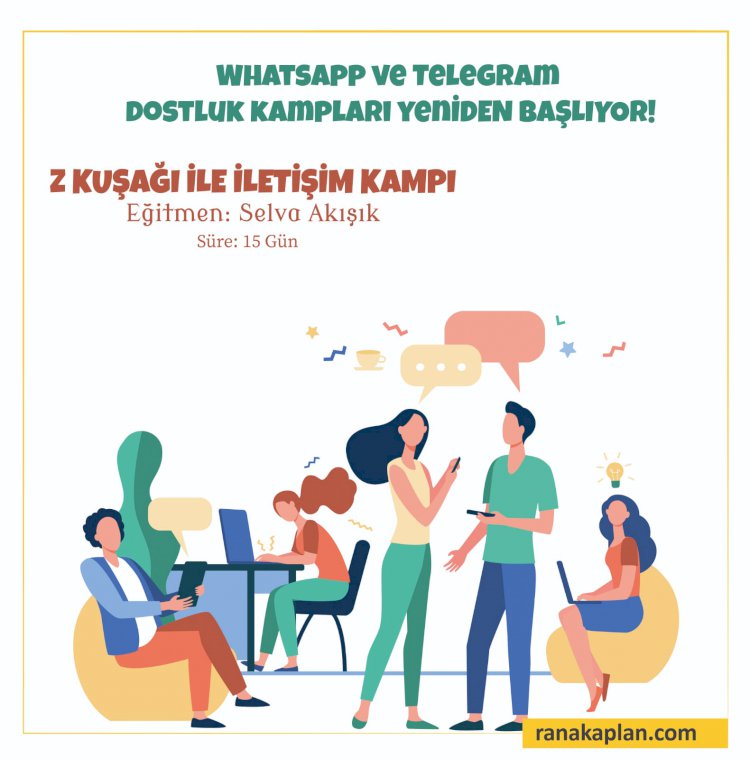 WHATSAPP VE TELEGRAM
DOSTLUK KAMPLARI YENİDEN BAŞLIYOR!
Z KUŞAĞI İLE İLETİŞİM KAMPI
Eğitmen: Selva Akışık
Süre: 15 Gün
ranakaplan.com